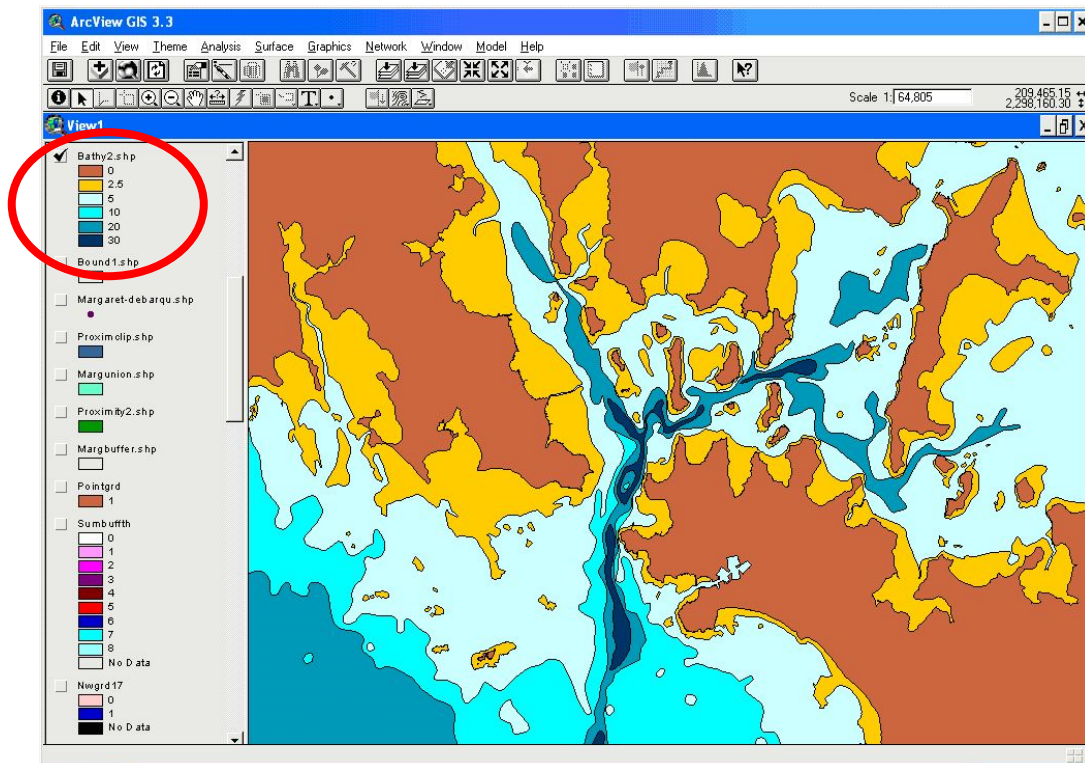 ArcView GIS 3.3
File Edit View Theme Analysis Surface Graphics Network Window Model Help
Scale 1: 64,805
209,465.15
2,298,160.30
View1
Bathy2.shp
0
2.5
5
10
20
30
Bound1.shp
Margaret-debarqu.shp
Proximclip.shp
Margunion.shp
Proximity2.shp
Margbuffer.shp
Pointgrd
1
Sumbuffth
0
1
2
3
4
5
6
7
8
No Data
Nwgrd17
0
1
No Data